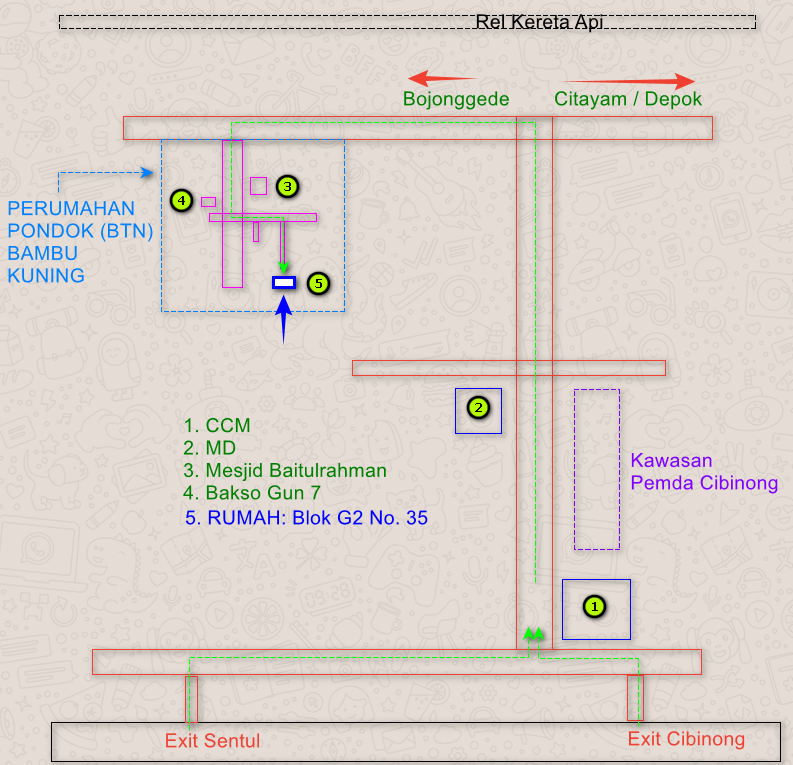 Rel Kereta Api
Bojonggede
Citayam / Depok
3
4
PERUMAHAN
PONDOK (BTN)
BAMBU
KUNING
5
2
1. CCM
2. MD
3. Mesjid Baitulrahman
4. Bakso Gun 7
5. RUMAH: Blok G2 No. 35
Kawasan
Pemda Cibinong
1
Exit Sentul
Exit Cibinong